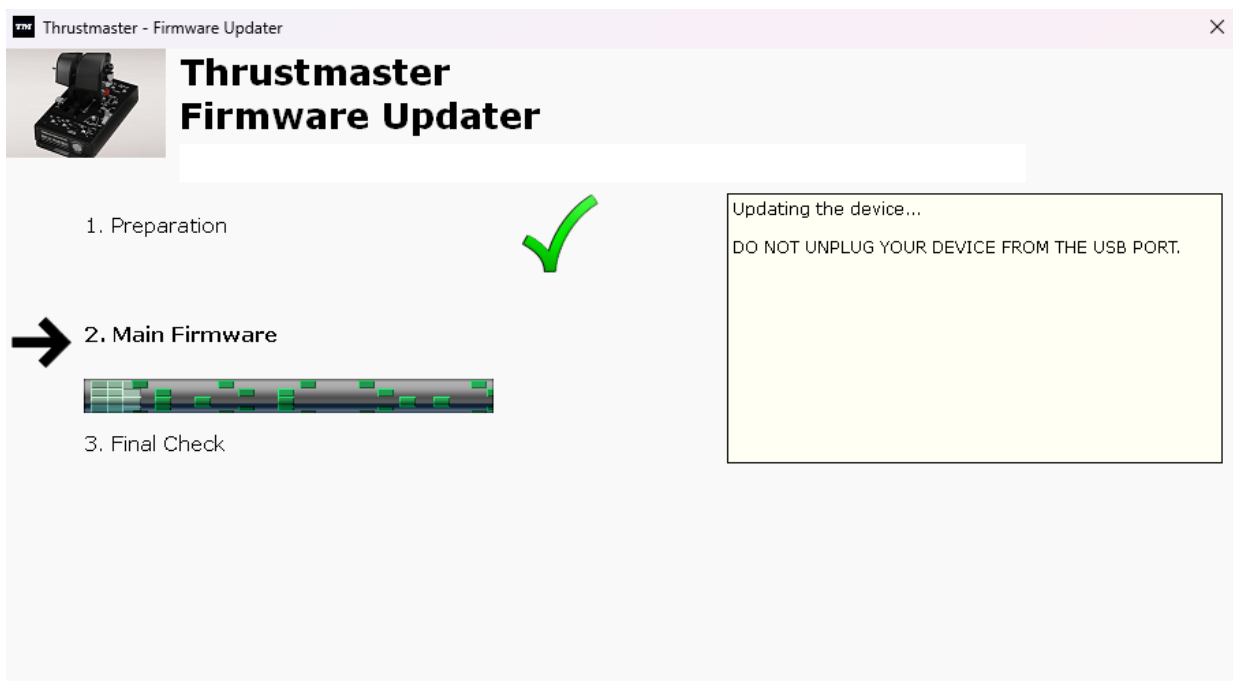 TM Thrustmaster - Firmware Updater
Thrustmaster
Firmware Updater
1. Preparation
2. Main Firmware
3. Final Check
Updating the device...
DO NOT UNPLUG YOUR DEVICE FROM THE USB PORT.